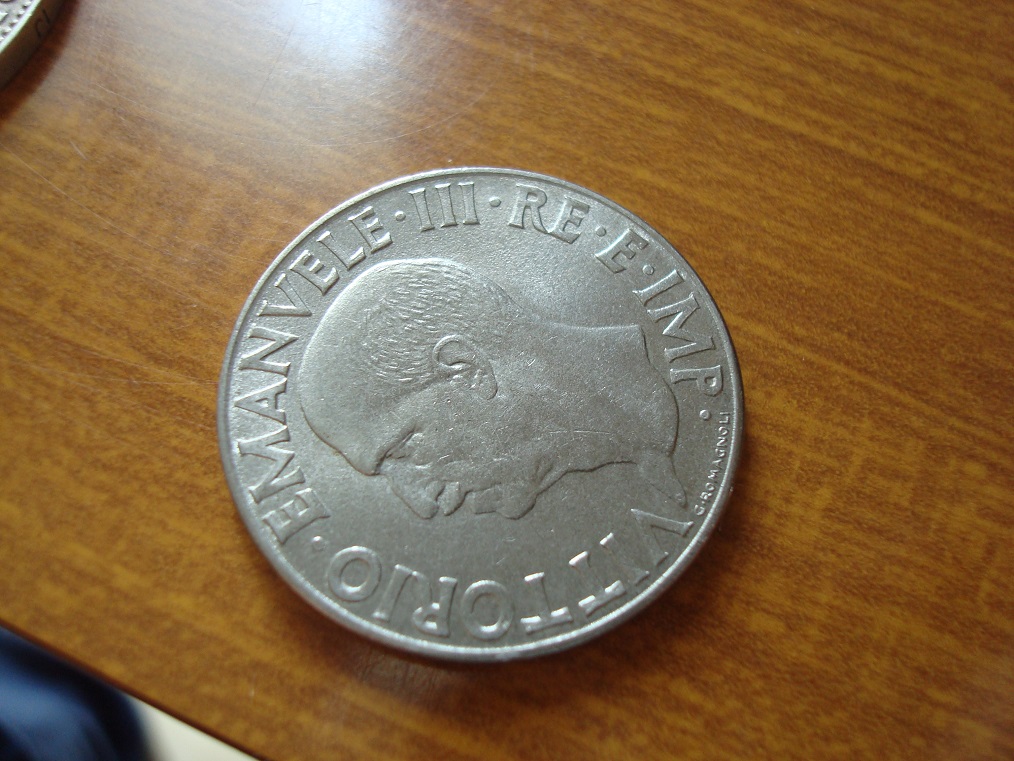 VITTORIO · EMANVELE · III · RE · E · IMP ·
G·ROMAGNOLI